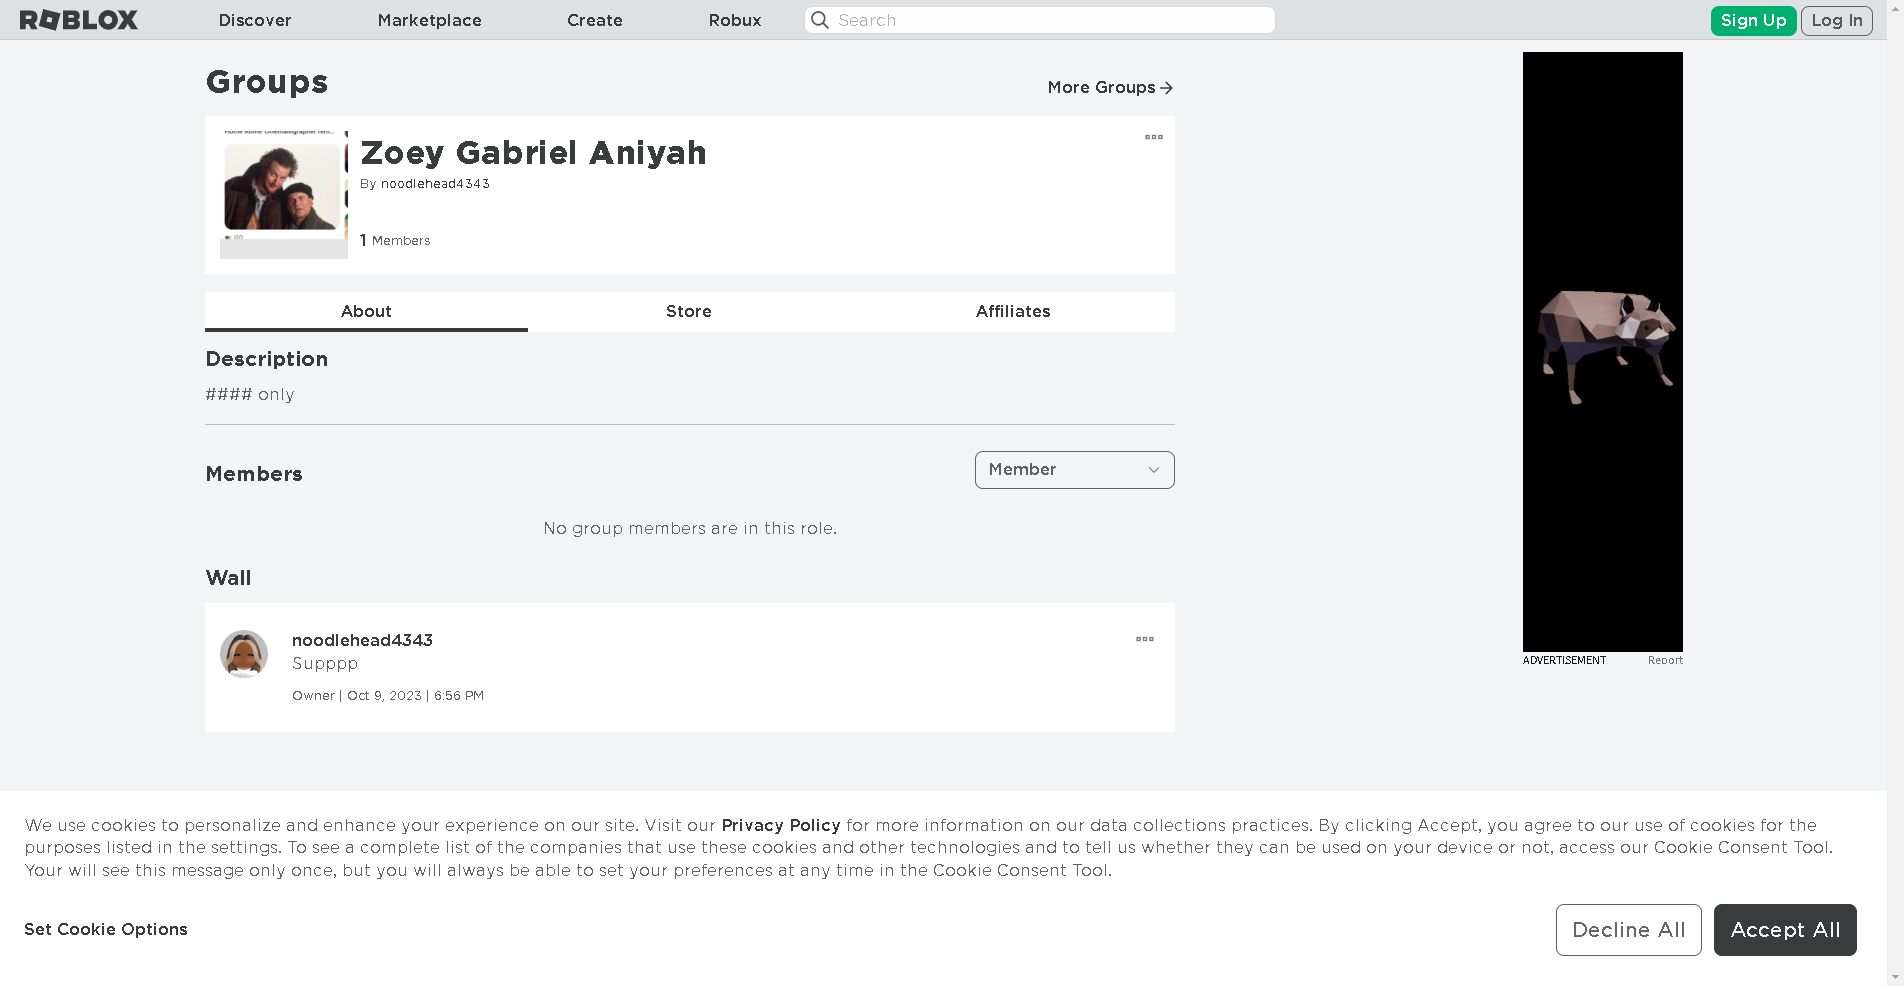 ROBLOX
Discover
Marketplace
Create
Robux
Search
Sign Up
Log In
Groups
More Groups
Zoey Gabriel Aniyah
By noodlehead4343
1 Members
About
Store
Affiliates
Description
#### only
Members
Member
No group members are in this role.
Wall
noodlehead4343
Supppp
Owner | Oct 9, 2023 | 6:56 PM
ADVERTISEMENT
Report
We use cookies to personalize and enhance your experience on our site. Visit our Privacy Policy for more information on our data collections practices. By clicking Accept, you agree to our use of cookies for the
purposes listed in the settings. To see a complete list of the companies that use these cookies and other technologies and to tell us whether they can be used on your device or not, access our Cookie Consent Tool.
Your will see this message only once, but you will always be able to set your preferences at any time in the Cookie Consent Tool.
Set Cookie Options
Decline All
Accept All